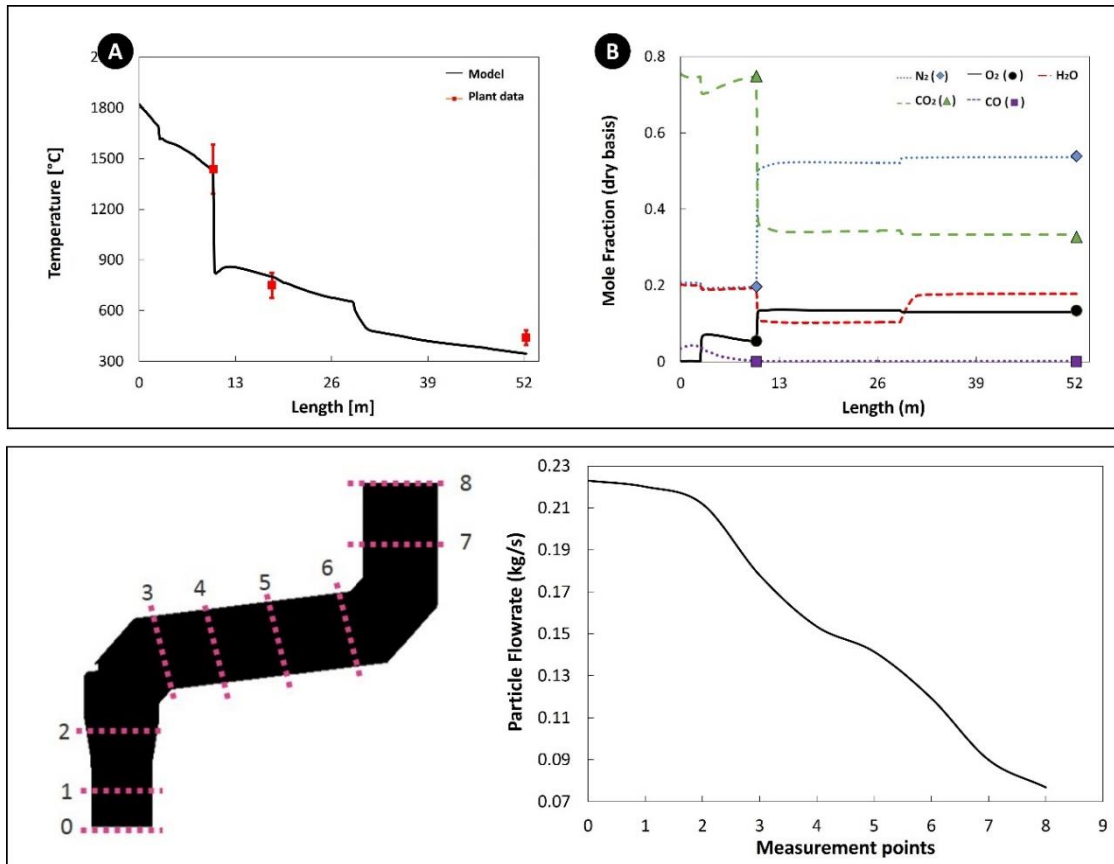 A
2
1800
1500
1200
900
600
300
0 13 26 39 52
Temperature [°C]
Length [m]
Model
Plant data
B
0.8
0.6
0.4
0.2
0
0 13 26 39 52
Mole Fraction (dry basis)
Length (m)
N₂ (◆) O₂ (●) H₂O
CO₂ (▲) CO (■)
8
7
6
5
4
3
2
1
0
0.23
0.21
0.19
0.17
0.15
0.13
0.11
0.09
0.07
0 1 2 3 4 5 6 7 8 9
Particle Flowrate (kg/s)
Measurement points